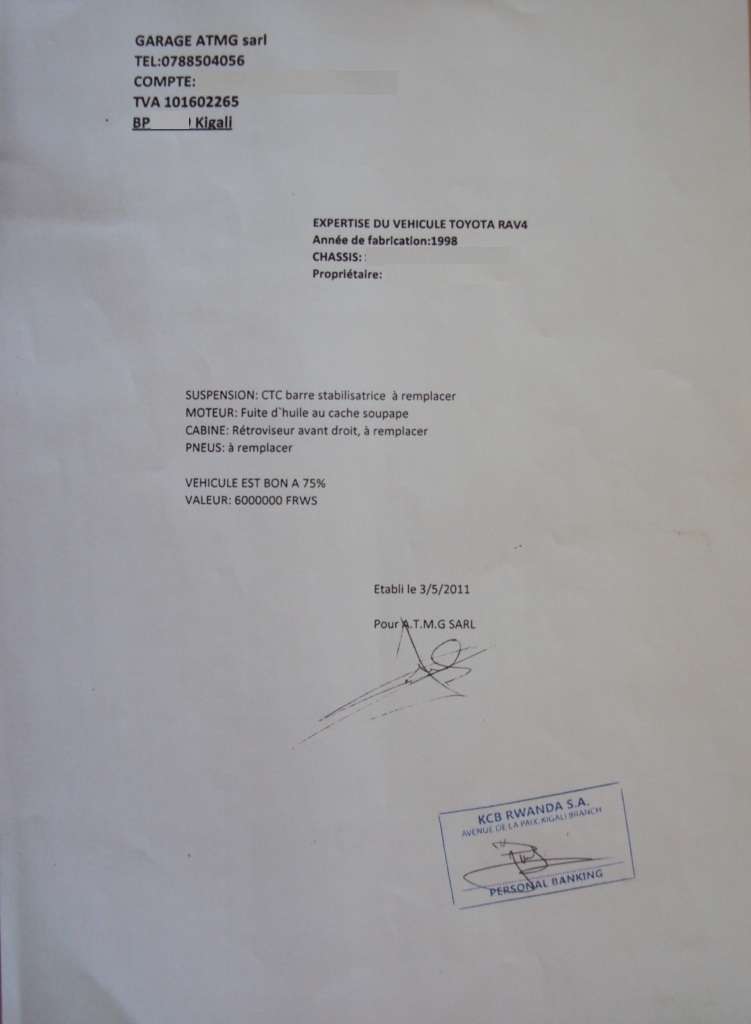 GARAGE ATMG sarl
TEL:0788504056
COMPTE:
TVA 101602265
BP Kigali
EXPERTISE DU VEHICULE TOYOTA RAV4
Année de fabrication:1998
CHASSIS:
Propriétaire:
SUSPENSION: CTC barre stabilisatrice à remplacer
MOTEUR: Fuite d`huile au cache soupape
CABINE: Rétroviseur avant droit, à remplacer
PNEUS: à remplacer
VEHICULE EST BON A 75%
VALEUR: 6000000 FRWS
Etabli le 3/5/2011
Pour A.T.M.G SARL
KCB RWANDA S.A.
AVENUE DE LA PAIX, KIGALI BRANCH
PERSONAL BANKING